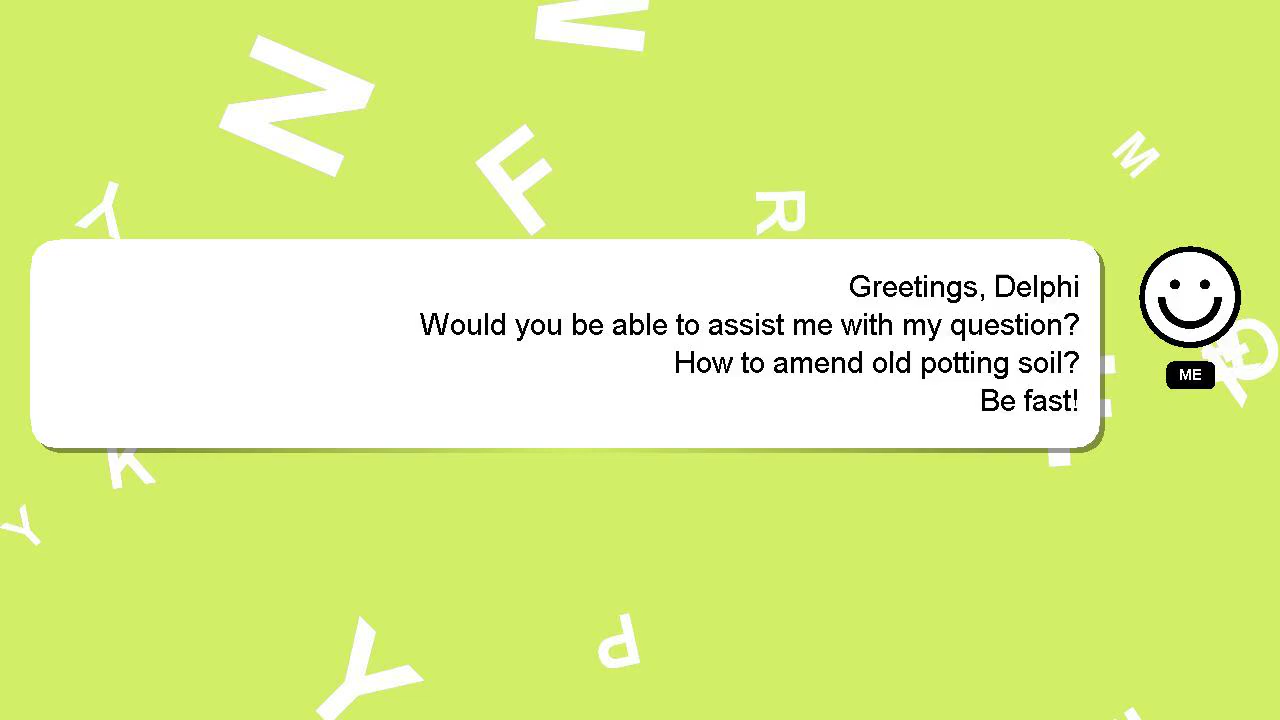 Greetings, Delphi
Would you be able to assist me with my question?
How to amend old potting soil?
Be fast!
ME
N
N
F
Y
R
M
K
Y
Y
P